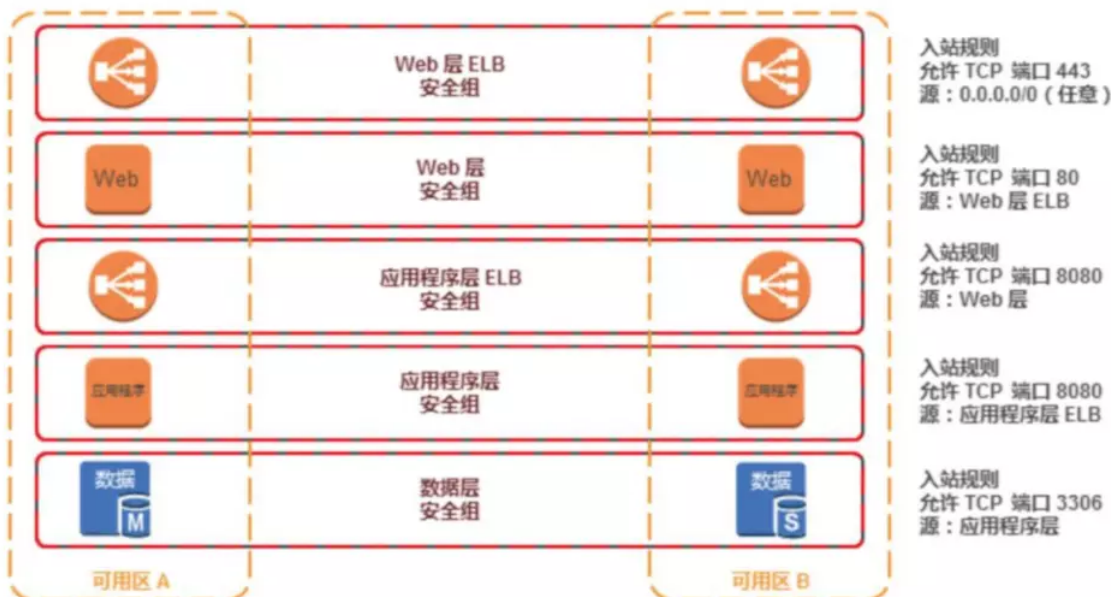 Web 层 ELB
安全组
入站规则
允许 TCP 端口 443
源：0.0.0.0/0（任意）
Web
Web 层
安全组
Web
入站规则
允许 TCP 端口 80
源：Web 层 ELB
应用程序层 ELB
安全组
入站规则
允许 TCP 端口 8080
源：Web 层
应用程序
应用程序层
安全组
应用程序
入站规则
允许 TCP 端口 8080
源：应用程序层 ELB
数据
M
数据层
安全组
数据
S
入站规则
允许 TCP 端口 3306
源：应用程序层
可用区 A
可用区 B